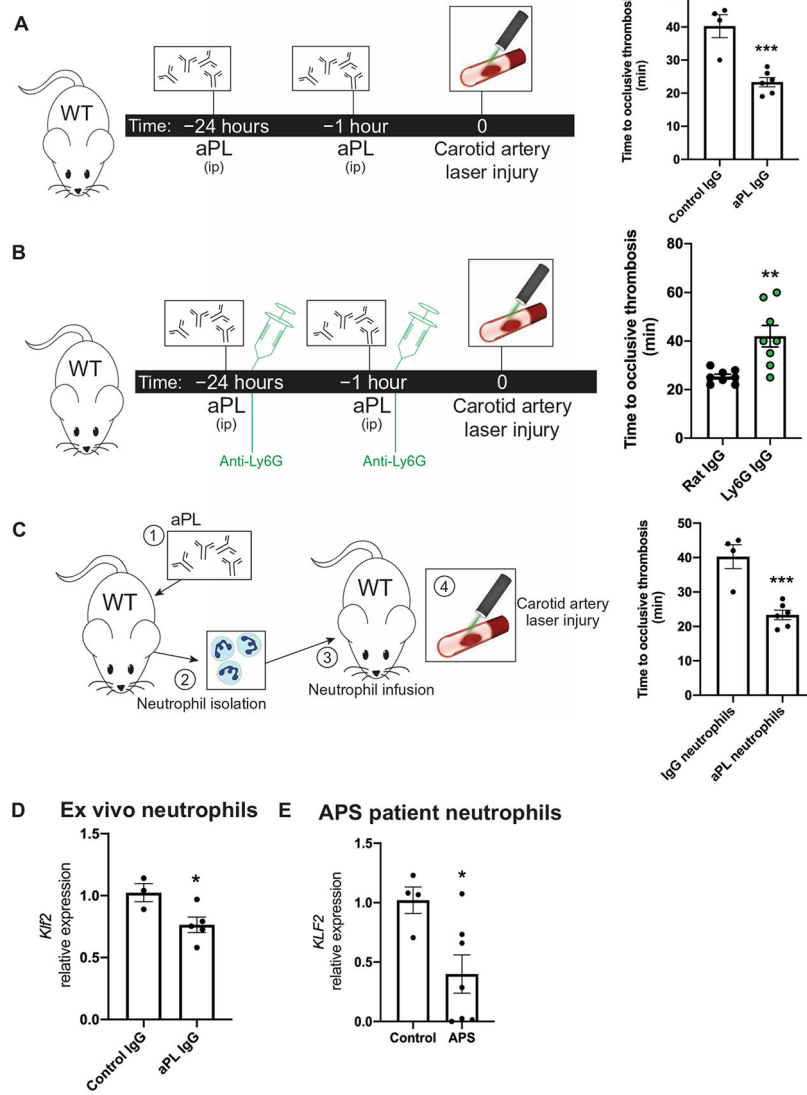 A
WT
Time: −24 hours −1 hour 0
aPL aPL Carotid artery
(ip) (ip) laser injury
Time to occlusive thrombosis
(min)
40
30
20
10
0
***
Control IgG
aPL IgG
B
WT
Time: −24 hours −1 hour 0
aPL aPL Carotid artery
(ip) (ip) laser injury
Anti-Ly6G Anti-Ly6G
Time to occlusive thrombosis
(min)
80
60
40
20
0
**
Rat IgG
Ly6G IgG
C
aPL
1
WT
2
Neutrophil isolation
3
WT
Neutrophil infusion
4
Carotid artery
laser injury
Time to occlusive thrombosis
(min)
50
40
30
20
10
0
***
IgG neutrophils
aPL neutrophils
D Ex vivo neutrophils
Klf2
relative expression
1.5
1.0
0.5
0.0
*
Control IgG
aPL IgG
E APS patient neutrophils
KLF2
relative expression
1.5
1.0
0.5
0.0
*
Control APS